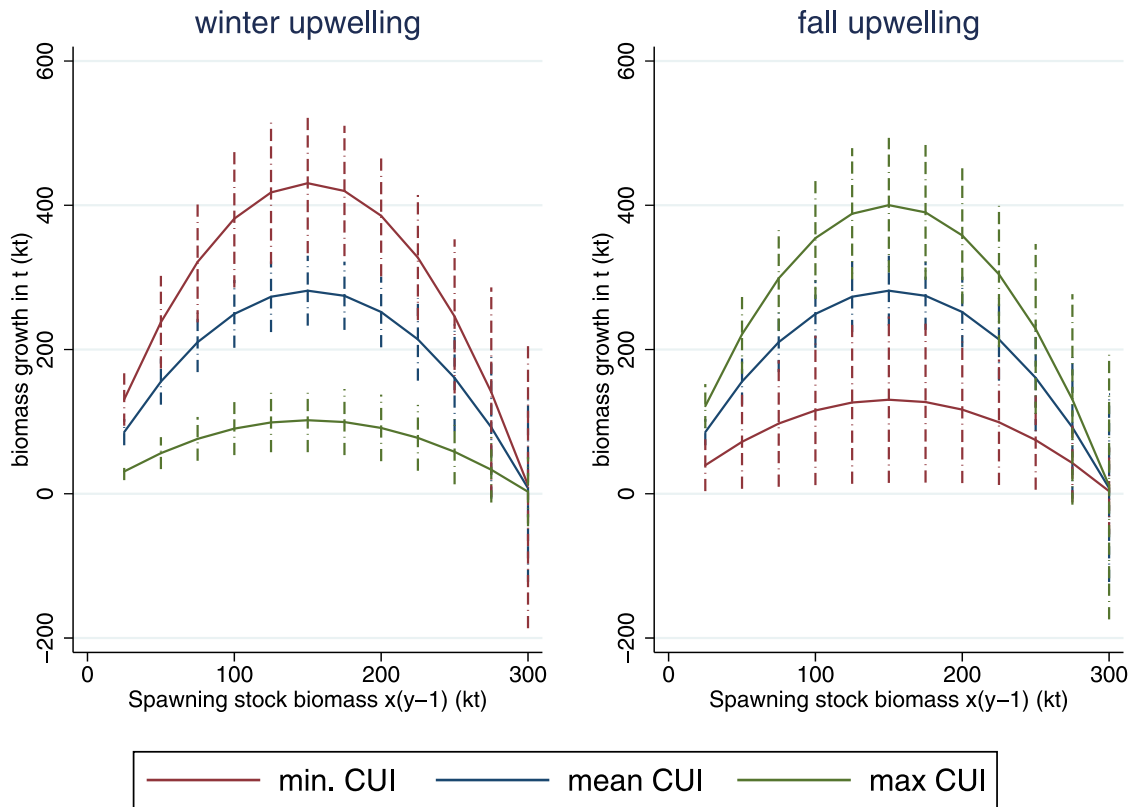 winter upwelling
600
400
200
0
−200
biomass growth in t (kt)
0
100
200
300
Spawning stock biomass x(y−1) (kt)
fall upwelling
600
400
200
0
−200
biomass growth in t (kt)
0
100
200
300
Spawning stock biomass x(y−1) (kt)
min. CUI
mean CUI
max CUI